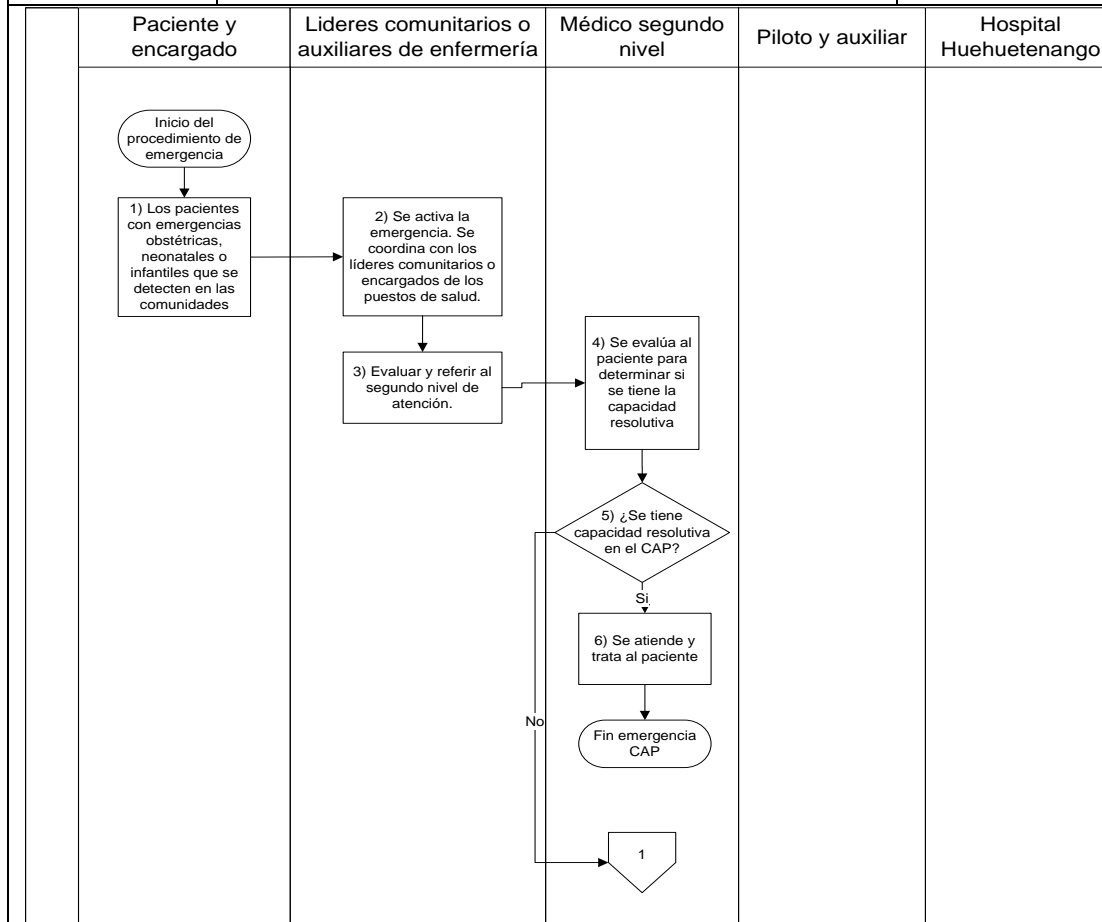 Paciente y
encargado
Lideres comunitarios o
auxiliares de enfermería
Médico segundo
nivel
Piloto y auxiliar
Hospital
Huehuetenango
Inicio del
procedimiento de
emergencia
1) Los pacientes
con emergencias
obstétricas,
neonatales o
infantiles que se
detecten en las
comunidades
2) Se activa la
emergencia. Se
coordina con los
líderes comunitarios o
encargados de los
puestos de salud.
3) Evaluar y referir al
segundo nivel de
atención.
4) Se evalúa al
paciente para
determinar si
se tiene la
capacidad
resolutiva
5) ¿Se tiene
capacidad resolutiva
en el CAP?
Si
6) Se atiende y
trata al paciente
No
Fin emergencia
CAP
1